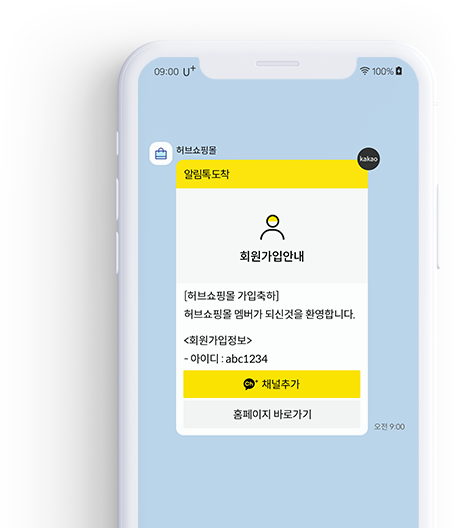 09:00 U+ 100%
허브쇼핑몰
kakao
알림톡 도착
회원가입안내
[허브쇼핑몰 가입축하]
허브쇼핑몰 멤버가 되신것을 환영합니다.
<회원가입정보>
- 아이디 : abc1234
Ch+ 채널추가
홈페이지 바로가기
오전 9:00